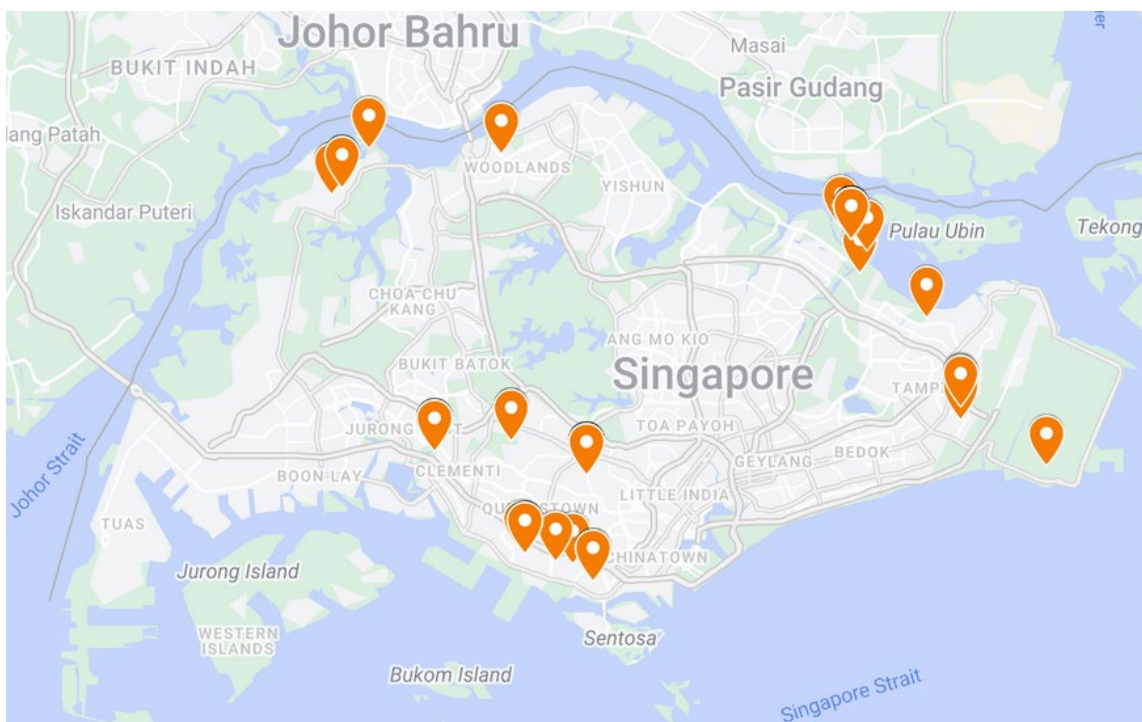 Johor Bahru
Masai
BUKIT INDAH
Pasir Gudang
ang Patah
WOODLANDS
YISHUN
Iskandar Puteri
Pulau Ubin
Tekong
CHOA CHU
KANG
ANG MO KIO
BUKIT BATOK
Singapore
TAMP
JURONG
TOA PAYOH
GEYLANG
BEDOK
BOON LAY
CLEMENTI
LITTLE INDIA
Johor Strait
TUAS
CHINATOWN
Jurong Island
WESTERN
ISLANDS
Sentosa
Bukom Island
Singapore Strait